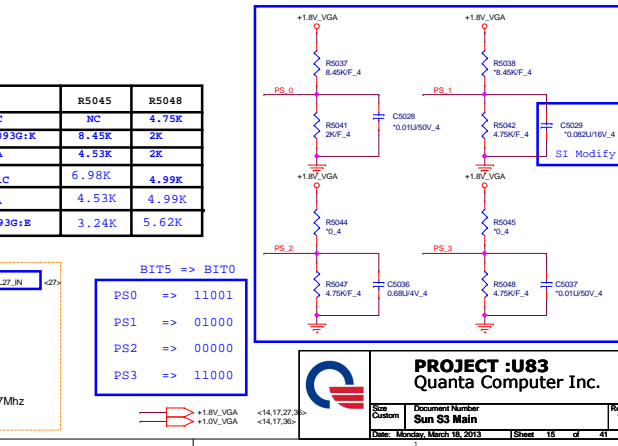 +1.8V_VGA
+1.8V_VGA
R5037
8.45K/F_4
R5038
*8.45K/F_4
PS_0
PS_1
R5041
2K/F_4
C5028
*0.01U/50V_4
R5042
4.75K/F_4
C5029
*0.082U/16V_4
SI Modify
+1.8V_VGA
+1.8V_VGA
R5044
*0_4
R5045
*0_4
PS_2
PS_3
R5047
4.75K/F_4
C5036
0.68U/4V_4
R5048
4.75K/F_4
C5037
*0.01U/50V_4
R5045 R5048
NC 4.75K
93G:K 8.45K 2K
4.53K 2K
C 6.98K 4.99K
4.53K 4.99K
93G:E 3.24K 5.62K
L27_IN <27>
7Mhz
BIT5 => BIT0
PS0 => 11001
PS1 => 01000
PS2 => 00000
PS3 => 11000
+1.8V_VGA <14,17,27,36>
+1.0V_VGA <14,17,36>
PROJECT :U83
Quanta Computer Inc.
Size
Custom
Document Number
Sun S3 Main
Date: Monday, March 18, 2013 Sheet 15 of 41
1